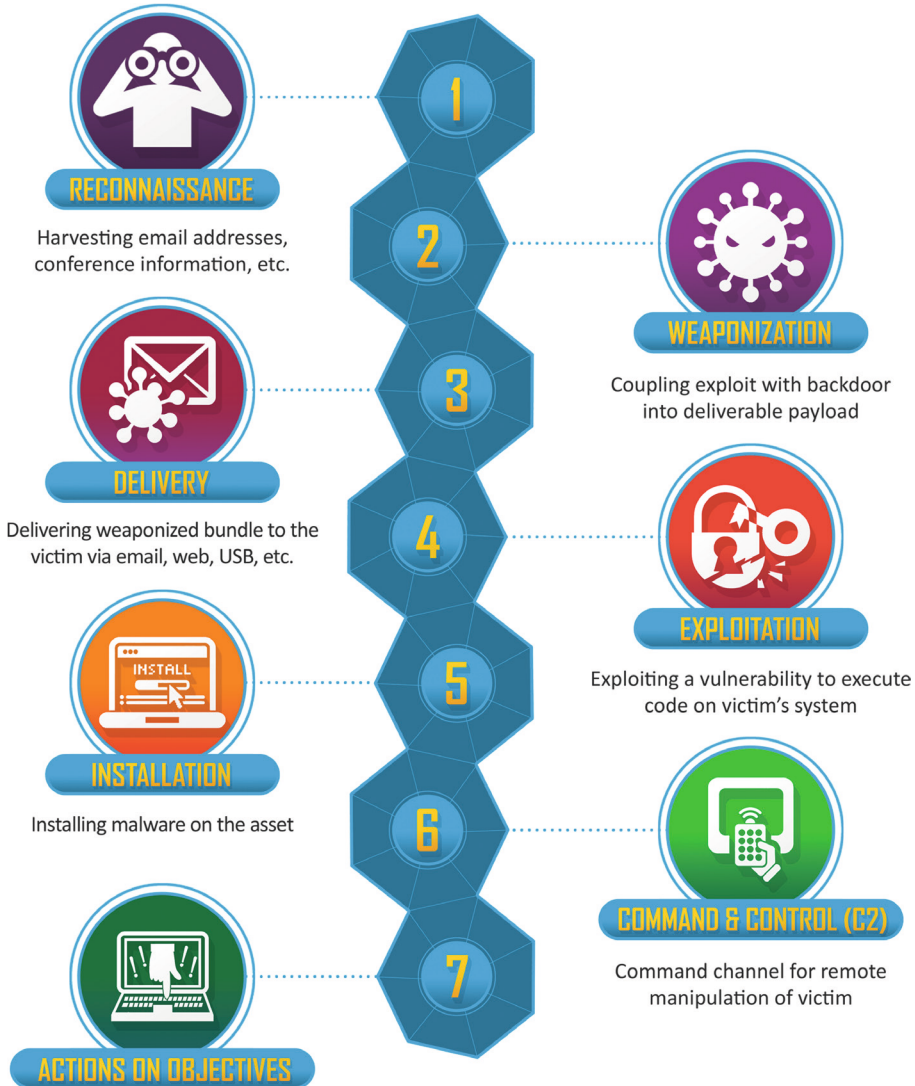 1
RECONNAISSANCE
Harvesting email addresses,
conference information, etc.
2
WEAPONIZATION
Coupling exploit with backdoor
into deliverable payload
3
DELIVERY
Delivering weaponized bundle to the
victim via email, web, USB, etc.
4
EXPLOITATION
Exploiting a vulnerability to execute
code on victim’s system
5
INSTALL
INSTALLATION
Installing malware on the asset
6
COMMAND & CONTROL (C2)
Command channel for remote
manipulation of victim
7
ACTIONS ON OBJECTIVES